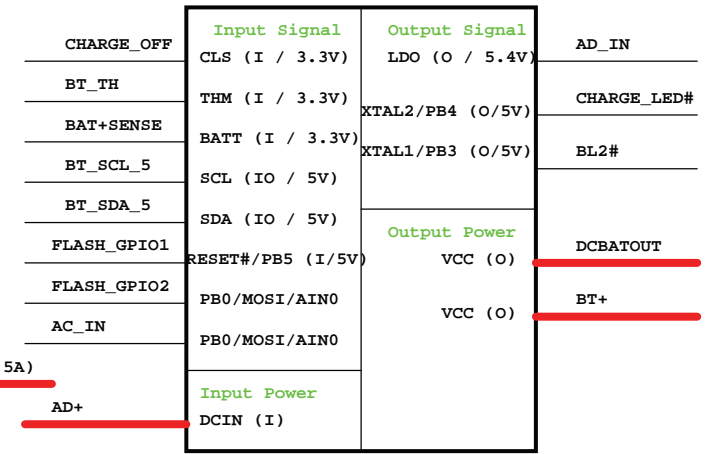 Input Signal Output Signal
CHARGE_OFF CLS (I / 3.3V) LDO (O / 5.4V) AD_IN
BT_TH THM (I / 3.3V) XTAL2/PB4 (O/5V) CHARGE_LED#
BAT+SENSE BATT (I / 3.3V) XTAL1/PB3 (O/5V) BL2#
BT_SCL_5 SCL (IO / 5V)
BT_SDA_5 SDA (IO / 5V) Output Power
FLASH_GPIO1 RESET#/PB5 (I/5V) VCC (O) DCBATOUT
FLASH_GPIO2 PB0/MOSI/AIN0 VCC (O) BT+
AC_IN PB0/MOSI/AIN0
5A)
Input Power
AD+ DCIN (I)